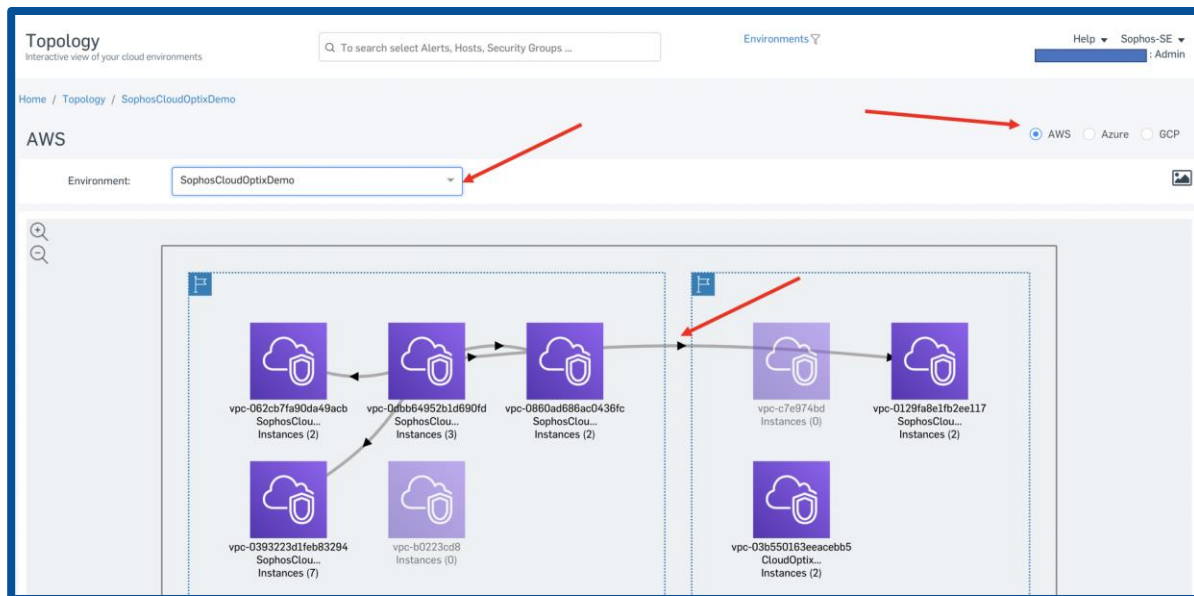 Topology
Interactive view of your cloud environments
To search select Alerts, Hosts, Security Groups ...
Environments
Help Sophos-SE
: Admin
Home / Topology / SophosCloudOptixDemo
AWS
AWS Azure GCP
Environment: SophosCloudOptixDemo
vpc-062cb7fa90da49acb
SophosClou...
Instances (2)
vpc-0dbb64952b1d690fd
SophosClou...
Instances (3)
vpc-0860ad686ac0436fc
SophosClou...
Instances (2)
vpc-c7e974bd
Instances (0)
vpc-0129fa8e1fb2ee117
SophosClou...
Instances (2)
vpc-0393223d1feb83294
SophosClou...
Instances (7)
vpc-b0223cd8
Instances (0)
vpc-03b550163eeacebb5
CloudOptix...
Instances (2)